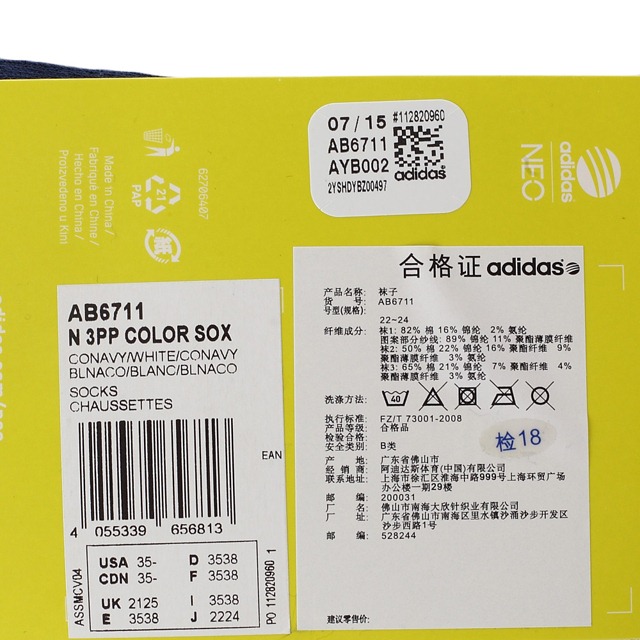 07/15 #112820960
AB6711
AYB002
adidas
2YSHDYBZ00497
adidas
NEO
62706407
Made in China /
Fabriqué en Chine /
Hecho en China /
Proizvedeno u Kini
21
PAP
紙
AB6711
N 3PP COLOR SOX
CONAVY/WHITE/CONAVY
BLNACO/BLANC/BLNACO
SOCKS
CHAUSSETTES
EAN
4 055339 656813
ASSMCV04
USA 35- D 3538
CDN 35- F 3538
UK 2125 I 3538
E 3538 J 2224
PO 112820960 1
合格证 adidas
产品名称: 袜子
货 号: AB6711
号型(规格):
22~24
纤维成分: 袜1: 82% 棉 16% 锦纶 2% 氨纶
图案部分纱线: 89% 锦纶 11% 聚酯薄膜纤维
袜2: 50% 棉 22% 锦纶 16% 聚酯纤维 9%
聚酯薄膜纤维 3% 氨纶
袜3: 65% 棉 21% 锦纶 7% 聚酯纤维 4%
聚酯薄膜纤维 3% 氨纶
洗涤方法: 40
执行标准: FZ/T 73001-2008
产品等级: 合格品
检验合格:
安全类别: B类
检18
产 地: 广东省佛山市
经 销 商: 阿迪达斯体育(中国)有限公司
联系地址: 上海市徐汇区淮海中路999号上海环贸广场
办公楼一期29楼
邮 编: 200031
厂 名: 佛山市南海大欣针织业有限公司
厂 址: 广东省佛山市南海区里水镇沙涌沙步开发区
沙步西路1号
邮 编: 528244
建议零售价: